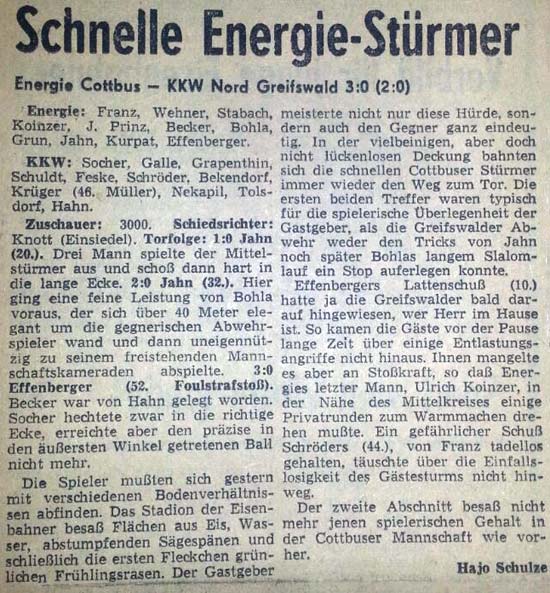 Schnelle Energie-Stürmer
Energie Cottbus — KKW Nord Greifswald 3:0 (2:0)
Energie: Franz, Wehner, Stabach,
Koinzer, J. Prinz, Becker, Bohla,
Grun, Jahn, Kurpat, Effenberger.
KKW: Socher, Galle, Grapenthin,
Schuldt, Feske, Schröder, Bekendorf,
Krüger (46. Müller), Nekapil, Tols-
dorf, Hahn.
Zuschauer: 3000. Schiedsrichter:
Knott (Einsiedel). Torfolge: 1:0 Jahn
(20.). Drei Mann spielte der Mittel-
stürmer aus und schoß dann hart in
die lange Ecke. 2:0 Jahn (32.). Hier
ging eine feine Leistung von Bohla
voraus, der sich über 40 Meter ele-
gant um die gegnerischen Abwehr-
spieler wand und dann uneigennüt-
zig zu seinem freistehenden Mann-
schaftskameraden abspielte. 3:0
Effenberger (52. Foulstrafstoß).
Becker war von Hahn gelegt worden.
Socher hechtete zwar in die richtige
Ecke, erreichte aber den präzise in
den äußersten Winkel getretenen Ball
nicht mehr.
Die Spieler mußten sich gestern
mit verschiedenen Bodenverhältnis-
sen abfinden. Das Stadion der Eisen-
bahner besaß Flächen aus Eis, Was-
ser, abstumpfenden Sägespänen und
schließlich die ersten Fleckchen grün-
lichen Frühlingsrasen. Der Gastgeber
meisterte nicht nur diese Hürde, son-
dern auch den Gegner ganz eindeu-
tig. In der vielbeinigen, aber doch
nicht lückenlosen Deckung bahnten
sich die schnellen Cottbuser Stürmer
immer wieder den Weg zum Tor. Die
ersten beiden Treffer waren typisch
für die spielerische Überlegenheit der
Gastgeber, als die Greifswalder Ab-
wehr weder den Tricks von Jahn
noch später Bohlas langem Slalom-
lauf ein Stop auferlegen konnte.
Effenbergers Lattenschuß (10.)
hatte ja die Greifswalder bald dar-
auf hingewiesen, wer Herr im Hause
ist. So kamen die Gäste vor der Pause
lange Zeit über einige Entlastungs-
angriffe nicht hinaus. Ihnen mangelte
es aber an Stoßkraft, so daß Ener-
gies letzter Mann, Ulrich Koinzer, in
der Nähe des Mittelkreises einige
Privatrunden zum Warmmachen dre-
hen mußte. Ein gefährlicher Schuß
Schröders (44.), von Franz tadellos
gehalten, täuschte über die Einfalls-
losigkeit des Gästesturms nicht hin-
weg.
Der zweite Abschnitt besaß nicht
mehr jenen spielerischen Gehalt in
der Cottbuser Mannschaft wie vor-
her.
Hajo Schulze